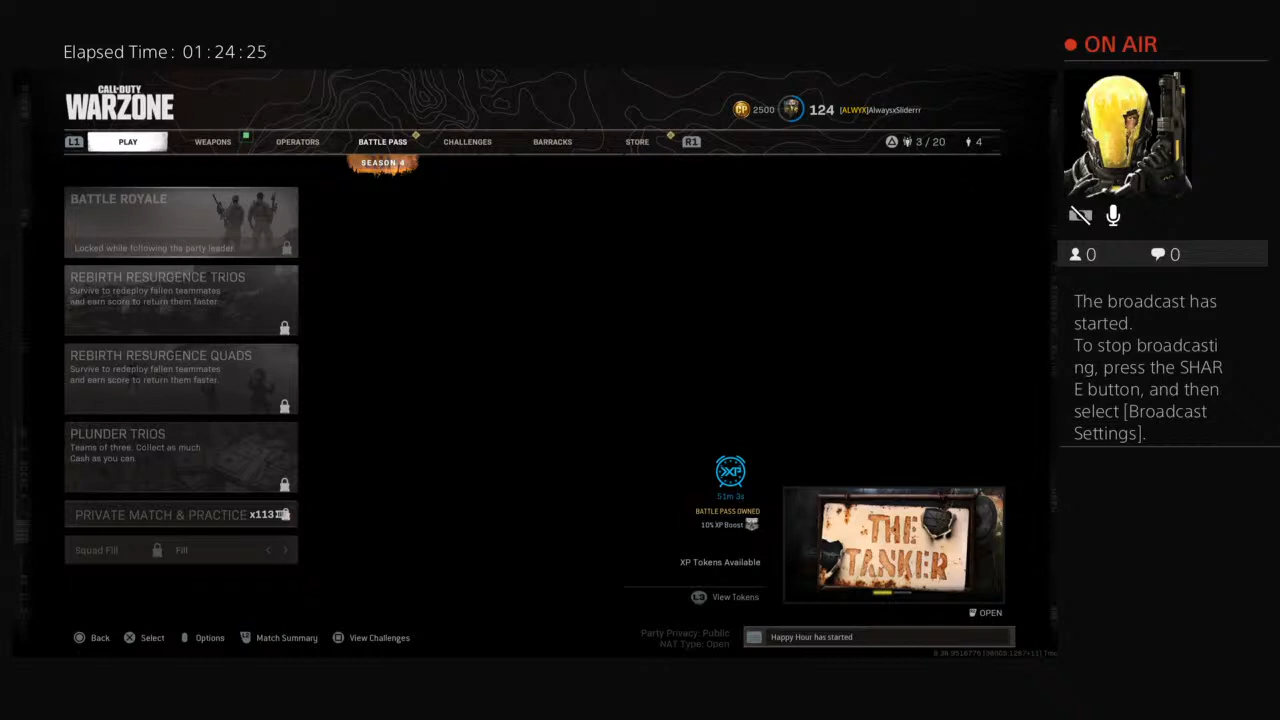 Elapsed Time: 01:24:25
ON AIR
CALL OF DUTY
WARZONE
2500
124
[ALWYX]AlwaysxSliderrr
L1
PLAY
WEAPONS
OPERATORS
BATTLE PASS
CHALLENGES
BARRACKS
STORE
R1
3 / 20
4
SEASON 4
BATTLE ROYALE
Locked while following the party leader
REBIRTH RESURGENCE TRIOS
Survive to redeploy fallen teammates
and earn score to return them faster.
REBIRTH RESURGENCE QUADS
Survive to redeploy fallen teammates
and earn score to return them faster.
PLUNDER TRIOS
Teams of three. Collect as much
Cash as you can.
PRIVATE MATCH & PRACTICE
Squad Fill
Fill
0
0
The broadcast has
started.
To stop broadcasti
ng, press the SHAR
E button, and then
select [Broadcast
Settings].
XP
51m 3s
BATTLE PASS OWNED
10% XP Boost
XP Tokens Available
View Tokens
THE
TANKER
OPEN
Back
Select
Options
Match Summary
View Challenges
Party Privacy: Public
NAT Type: Open
Happy Hour has started